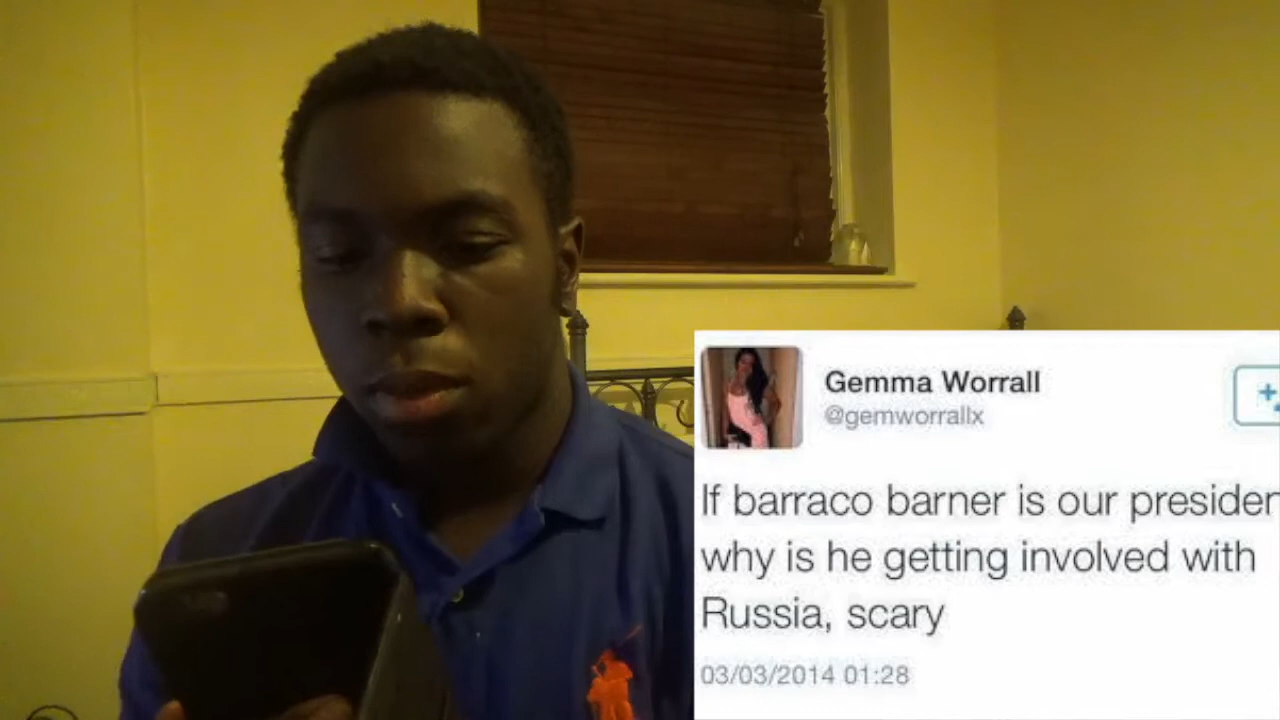 Gemma Worrall
@gemworrallx
If barraco barner is our presiden
why is he getting involved with
Russia, scary
03/03/2014 01:28